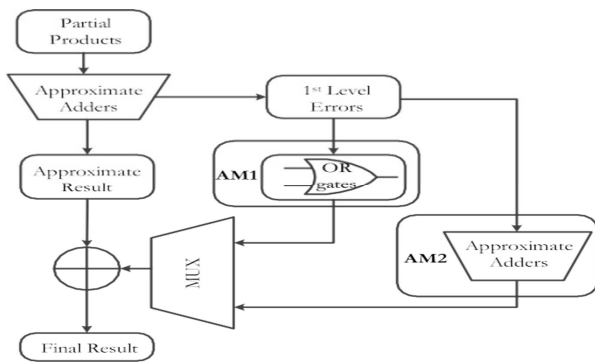 Partial
Products
Approximate
Adders
1st Level
Errors
Approximate
Result
AM1
OR
gates
AM2
Approximate
Adders
MUX
Final Result